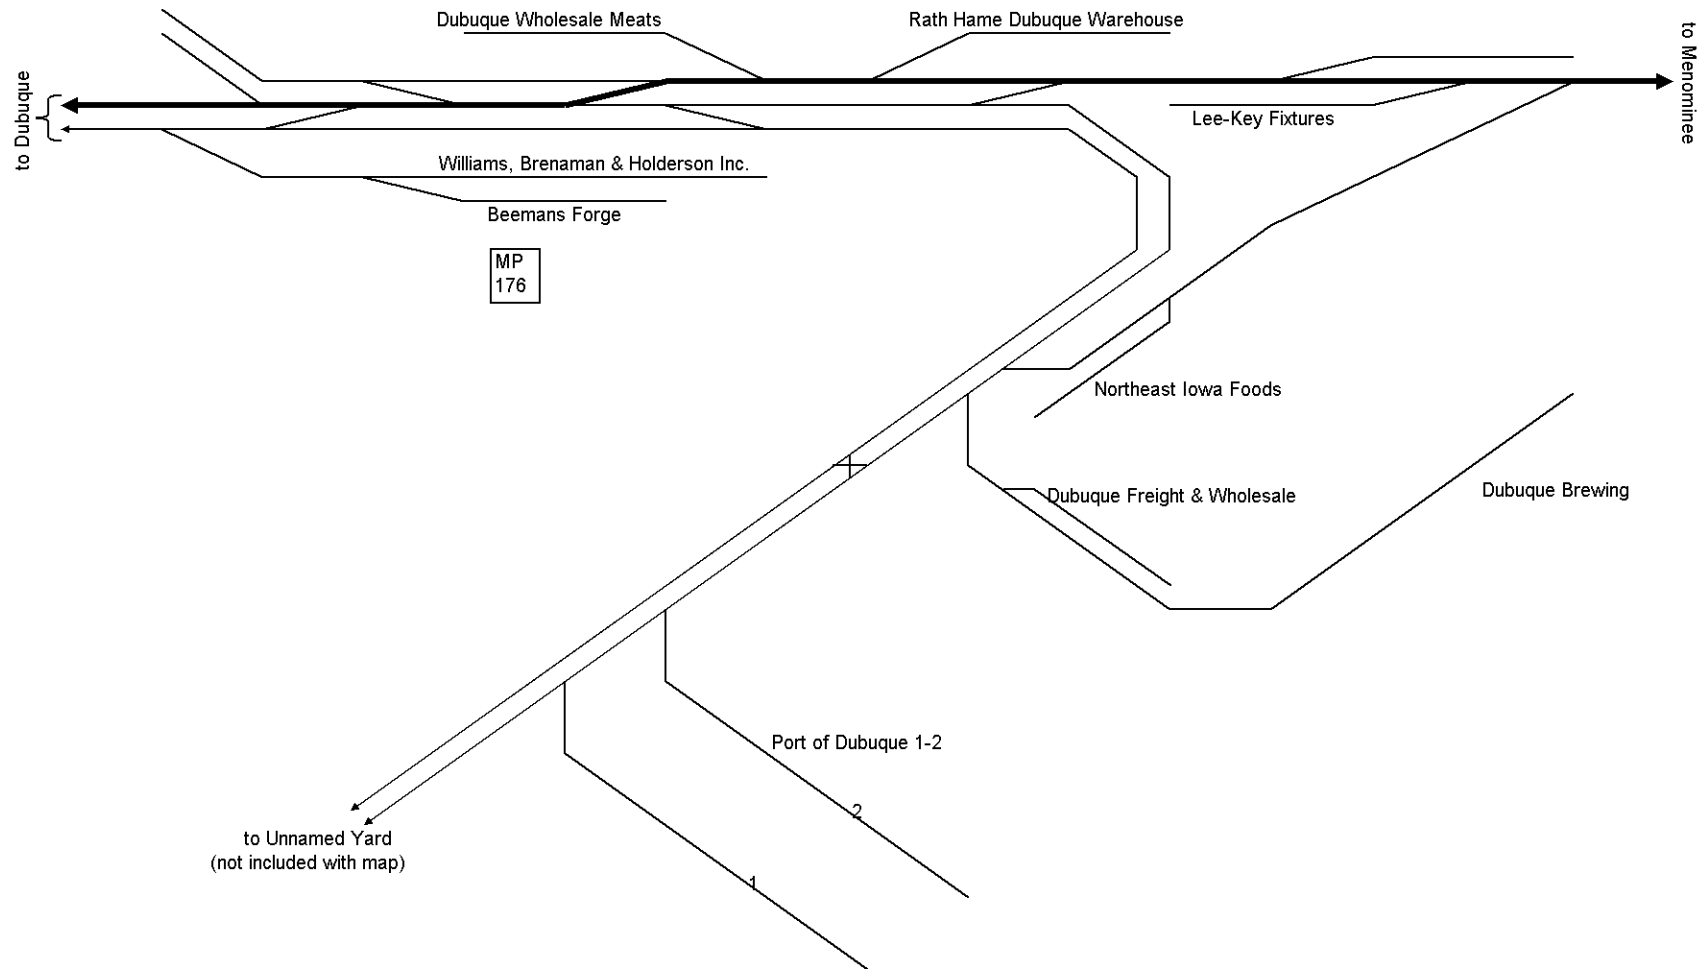 Dubuque Wholesale Meats
Rath Hame Dubuque Warehouse
to Menominee
to Dubuque
Lee-Key Fixtures
Williams, Brenaman & Holderson Inc.
Beemans Forge
MP
176
Northeast Iowa Foods
Dubuque Freight & Wholesale
Dubuque Brewing
Port of Dubuque 1-2
2
to Unnamed Yard
(not included with map)
1